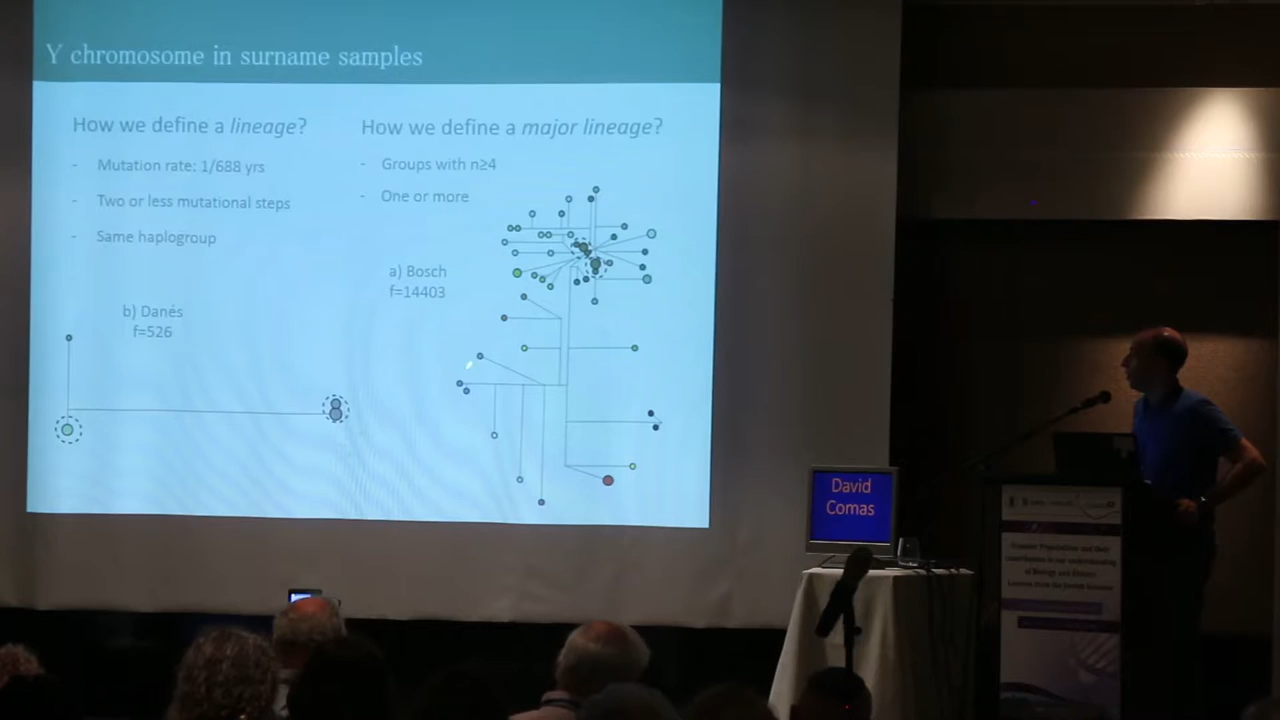 Y chromosome in surname samples
How we define a lineage?
- Mutation rate: 1/688 yrs
- Two or less mutational steps
- Same haplogroup
b) Danés
f=526
How we define a major lineage?
- Groups with n≥4
- One or more
a) Bosch
f=14403
David
Comas